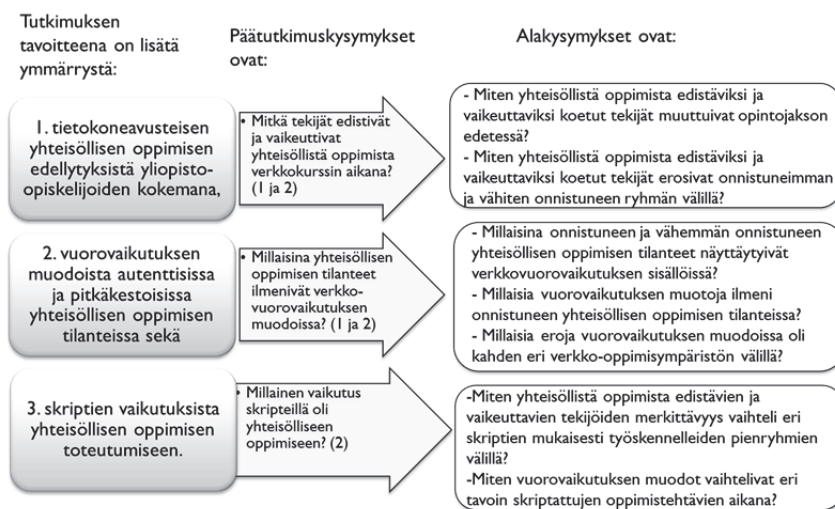 Tutkimuksen
tavoitteena on lisätä
ymmärrystä:
Päätutkimuskysymykset
ovat:
Alakysymykset ovat:
1. tietokoneavusteisen
yhteisöllisen oppimisen
edellytyksistä yliopisto-
opiskelijoiden kokemana,
• Mitkä tekijät edistivät
ja vaikeuttivat
yhteisöllistä oppimista
verkkokurssin aikana?
(1 ja 2)
- Miten yhteisöllistä oppimista edistäviksi ja
vaikeuttaviksi koetut tekijät muuttuivat opintojakson
edetessä?
- Miten yhteisöllistä oppimista edistäviksi ja
vaikeuttaviksi koetut tekijät erosivat onnistuneimman
ja vähiten onnistuneen ryhmän välillä?
2. vuorovaikutuksen
muodoista autenttisissa
ja pitkäkestoisissa
yhteisöllisen oppimisen
tilanteissa sekä
• Millaisina yhteisöllisen
oppimisen tilanteet
ilmenivät verkko-
vuorovaikutuksen
muodoissa? (1 ja 2)
- Millaisina onnistuneen ja vähemmän onnistuneen
yhteisöllisen oppimisen tilanteet näyttäytyivät
verkkovuorovaikutuksen sisällöissä?
- Millaisia vuorovaikutuksen muotoja ilmeni
onnistuneen yhteisöllisen oppimisen tilanteissa?
- Millaisia eroja vuorovaikutuksen muodoissa oli
kahden eri verkko-oppimisympäristön välillä?
3. skriptien vaikutuksista
yhteisöllisen oppimisen
toteutumiseen.
• Millainen vaikutus
skripteillä oli
yhteisölliseen
oppimiseen? (2)
-Miten yhteisöllistä oppimista edistävien ja
vaikeuttavien tekijöiden merkittävyys vaihteli eri
skriptien mukaisesti työskennelleiden pienryhmien
välillä?
-Miten vuorovaikutuksen muodot vaihtelivat eri
tavoin skriptattujen oppimistehtävien aikana?